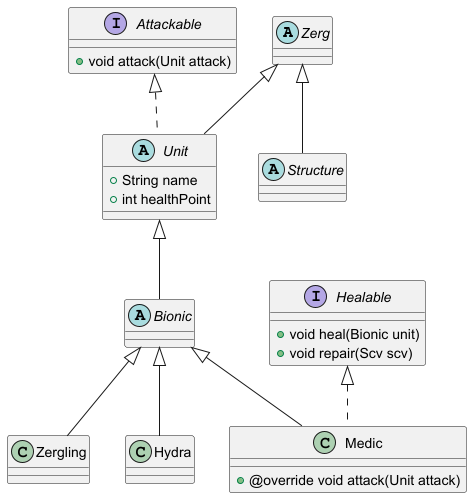 I Attackable
void attack(Unit attack)
A Zerg
A Unit
String name
int healthPoint
A Structure
A Bionic
I Healable
void heal(Bionic unit)
void repair(Scv scv)
C Zergling
C Hydra
C Medic
@override void attack(Unit attack)